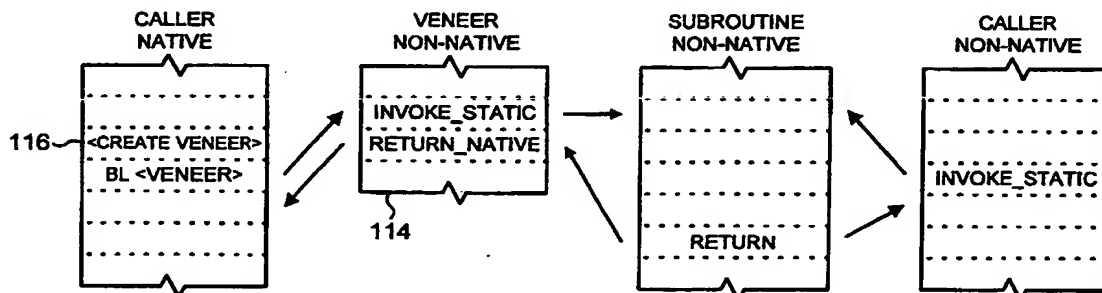 CALLER
NATIVE
VENEER
NON-NATIVE
SUBROUTINE
NON-NATIVE
CALLER
NON-NATIVE
116
<CREATE VENEER>
BL <VENEER>
INVOKE_STATIC
RETURN_NATIVE
114
RETURN
INVOKE_STATIC